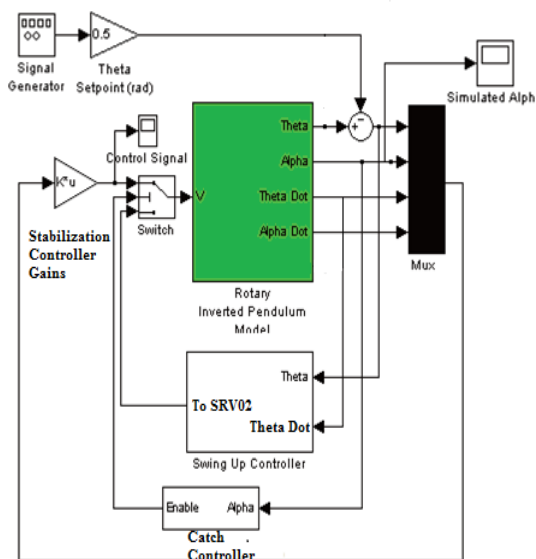 Signal
Generator
0.5
Theta
Setpoint (rad)
Simulated Alph
Control Signal
K*u
Stabilization
Controller
Gains
Switch
V
Theta
Alpha
Theta Dot
Alpha Dot
Rotary
Inverted Pendulum
Model
+
-
Mux
To SRV02
Theta
Theta Dot
Swing Up Controller
Enable
Alpha
Catch .
Controller